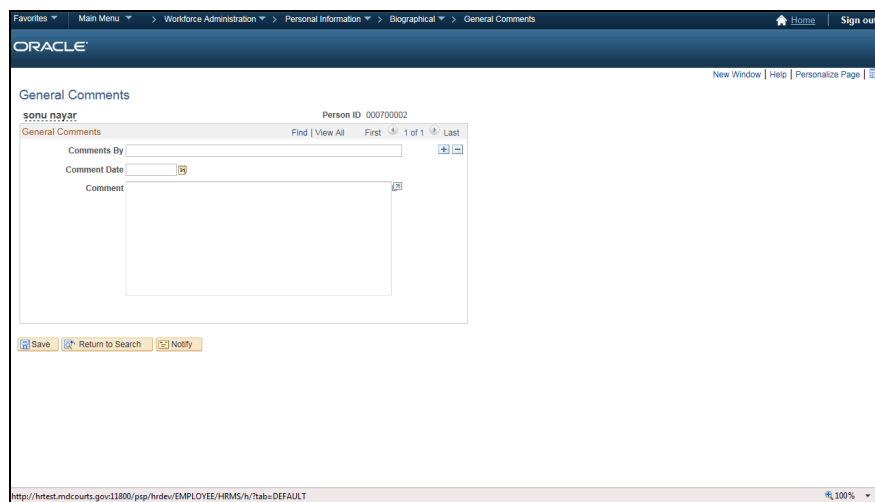 Favorites Main Menu > Workforce Administration > Personal Information > Biographical > General Comments Home Sign out
ORACLE
New Window | Help | Personalize Page |
General Comments
sonu nayar Person ID 000700002
General Comments Find | View All First 1 of 1 Last
Comments By
Comment Date
Comment
Save Return to Search Notify
http://hrtest.mdcourts.gov:11800/psp/hrdev/EMPLOYEE/HRMS/h/?tab=DEFAULT 100%